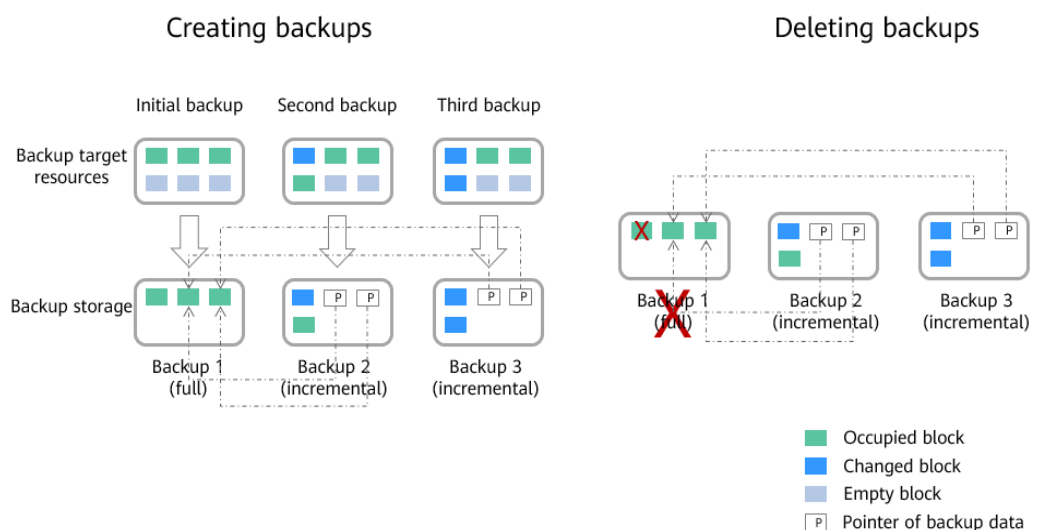 Creating backups
Deleting backups
Initial backup
Second backup
Third backup
Backup target
resources
Backup storage
P
P
P
P
Backup 1
(full)
Backup 2
(incremental)
Backup 3
(incremental)
P
P
P
P
Backup 1
(full)
Backup 2
(incremental)
Backup 3
(incremental)
Occupied block
Changed block
Empty block
P
Pointer of backup data